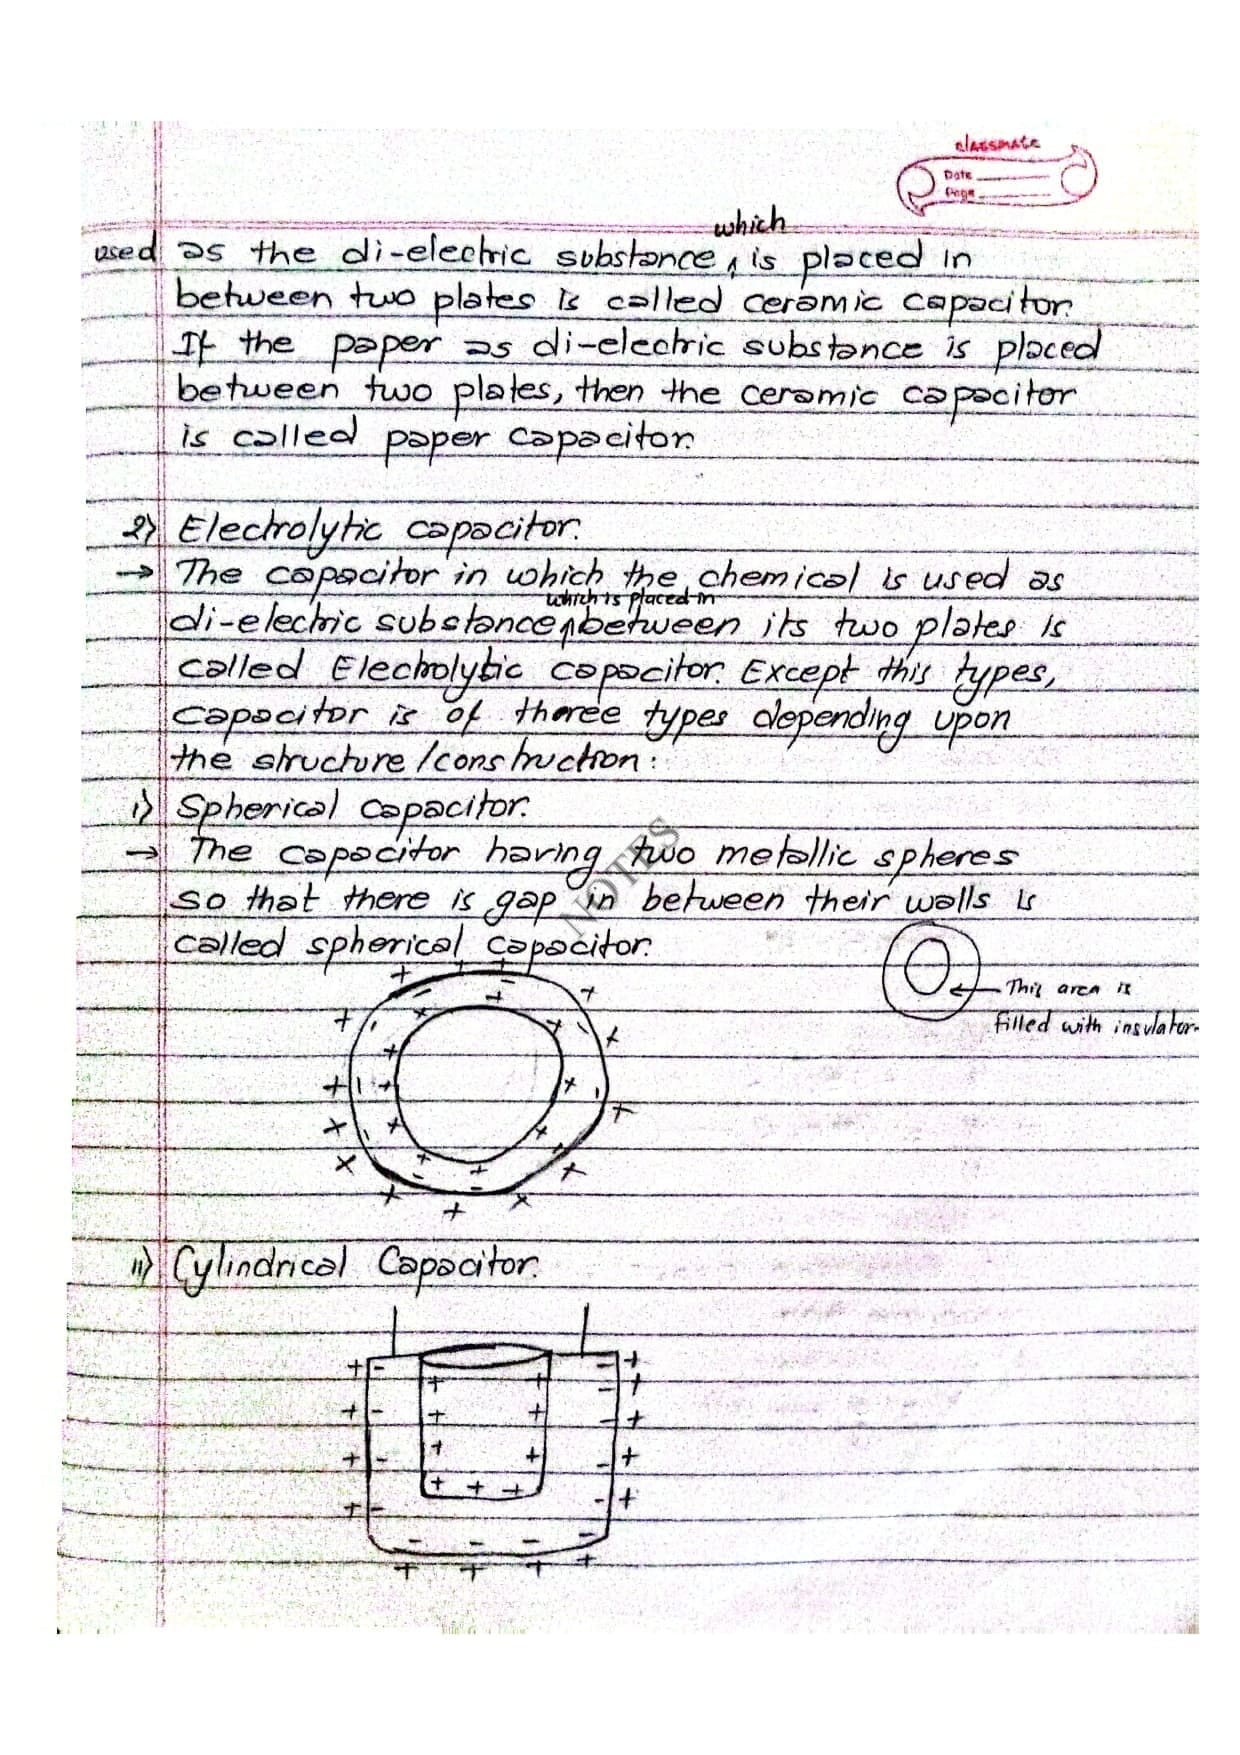 classmate
Date
Page
which
used as the di-electric substance, is placed in
between two plates is called ceramic capacitor.
If the paper as di-electric substance is placed
between two plates, then the ceramic capacitor
is called paper capacitor.
2) Electrolytic capacitor.
→ The capacitor in which the chemical is used as
which is placed in
di-electric substance between its two plates is
called Electrolytic capacitor. Except this types,
capacitor is of theree types depending upon
the structure/construction:
i) Spherical capacitor.
→ The capacitor having two metallic spheres
so that there is gap in between their walls is
called spherical capacitor.
This area is
filled with insulator.
NOTES
ii) Cylindrical Capacitor.